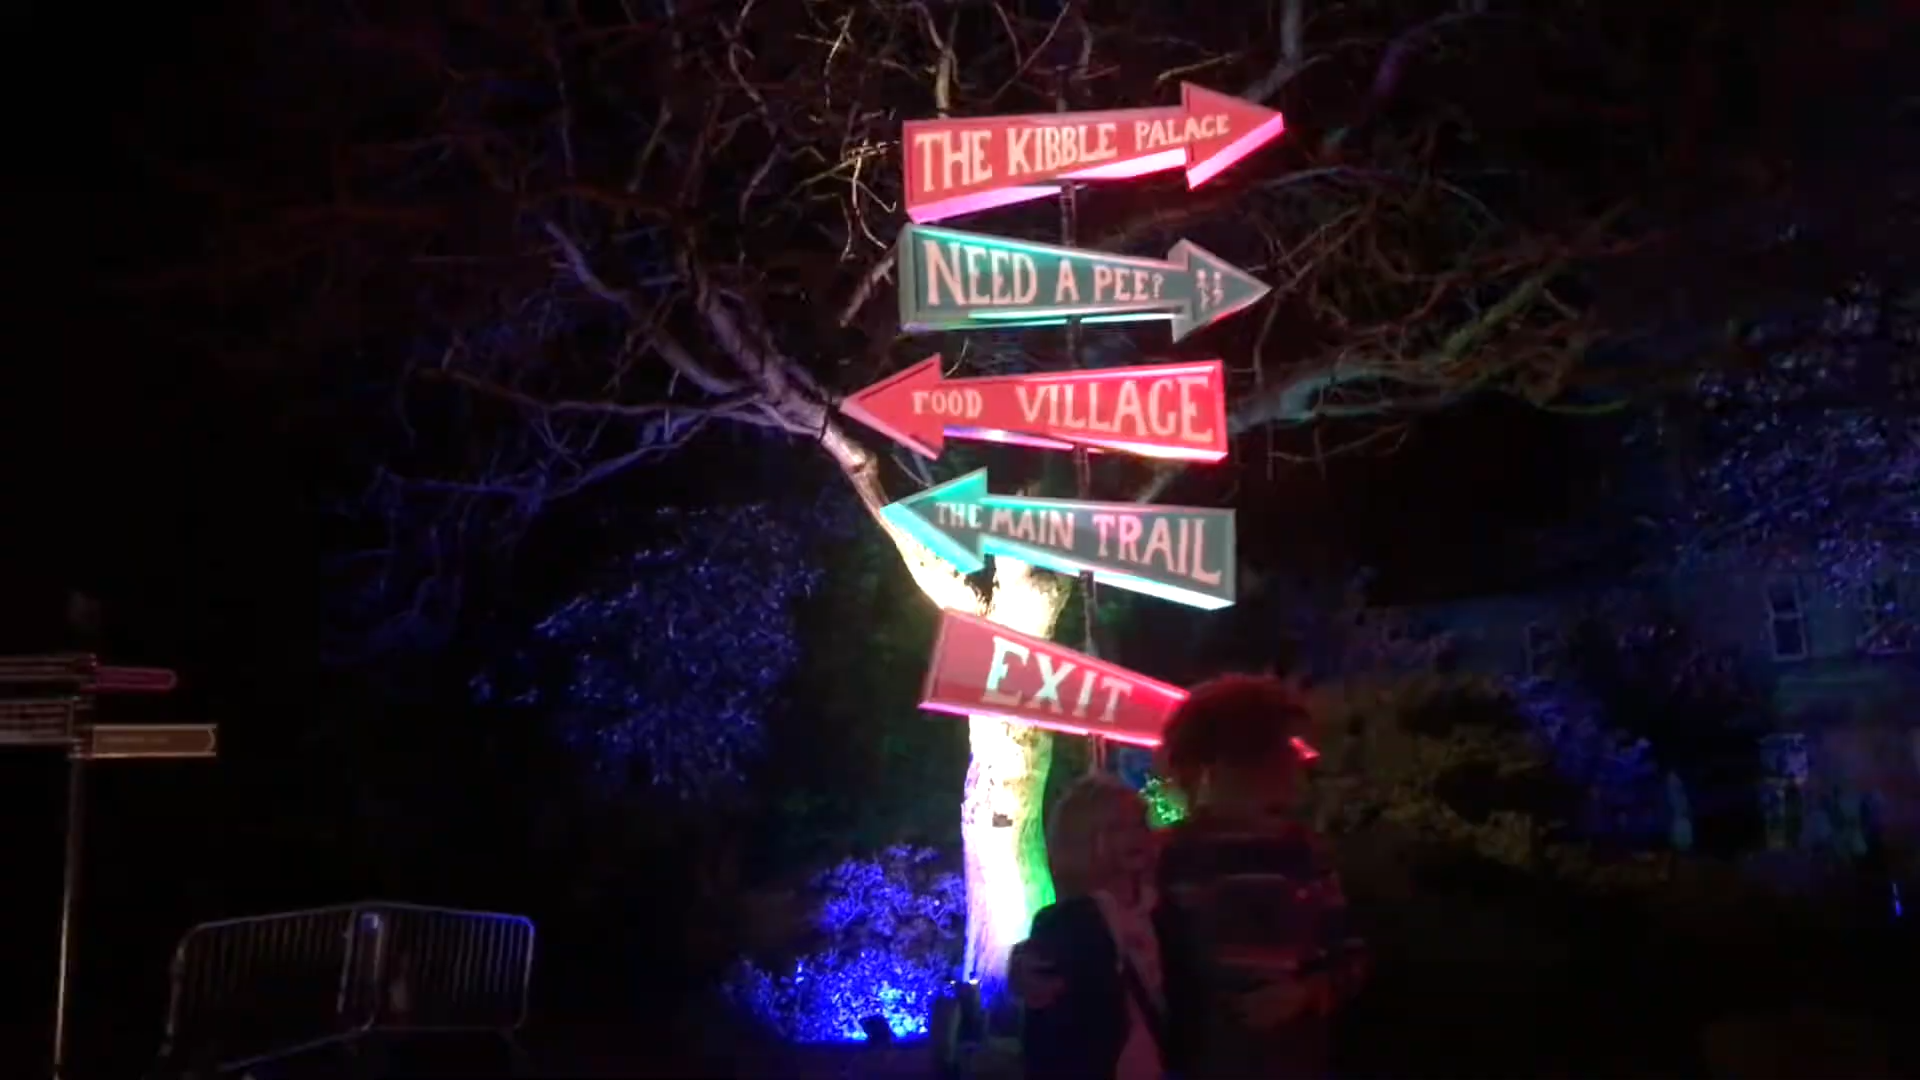 THE KIBBLE PALACE
NEED A PEE?
FOOD VILLAGE
THE MAIN TRAIL
EXIT